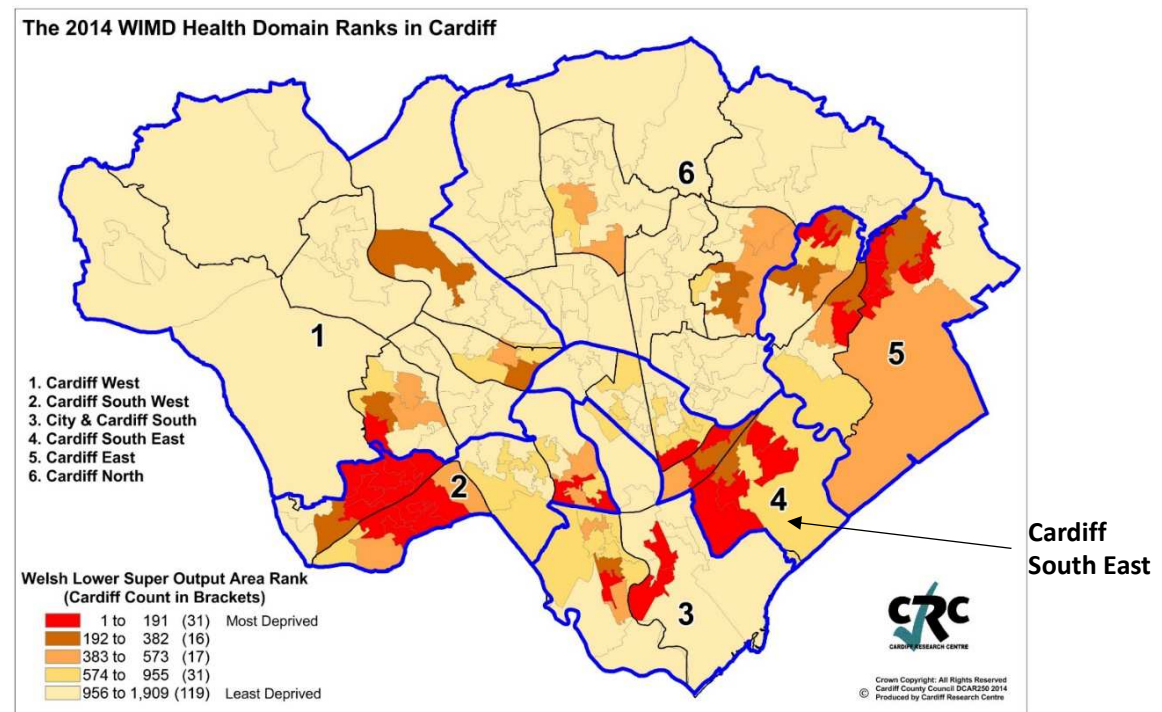 The 2014 WIMD Health Domain Ranks in Cardiff
6
1
5
1. Cardiff West
2. Cardiff South West
3. City & Cardiff South
4. Cardiff South East
5. Cardiff East
6. Cardiff North
2
4
Cardiff
South East
3
Welsh Lower Super Output Area Rank
(Cardiff Count in Brackets)
1 to 191 (31) Most Deprived
192 to 382 (16)
383 to 573 (17)
574 to 955 (31)
956 to 1,909 (119) Least Deprived
CRC
CARDIFF RESEARCH CENTRE
Crown Copyright: All Rights Reserved
© Cardiff County Council DCAR250 2014
Produced by Cardiff Research Centre